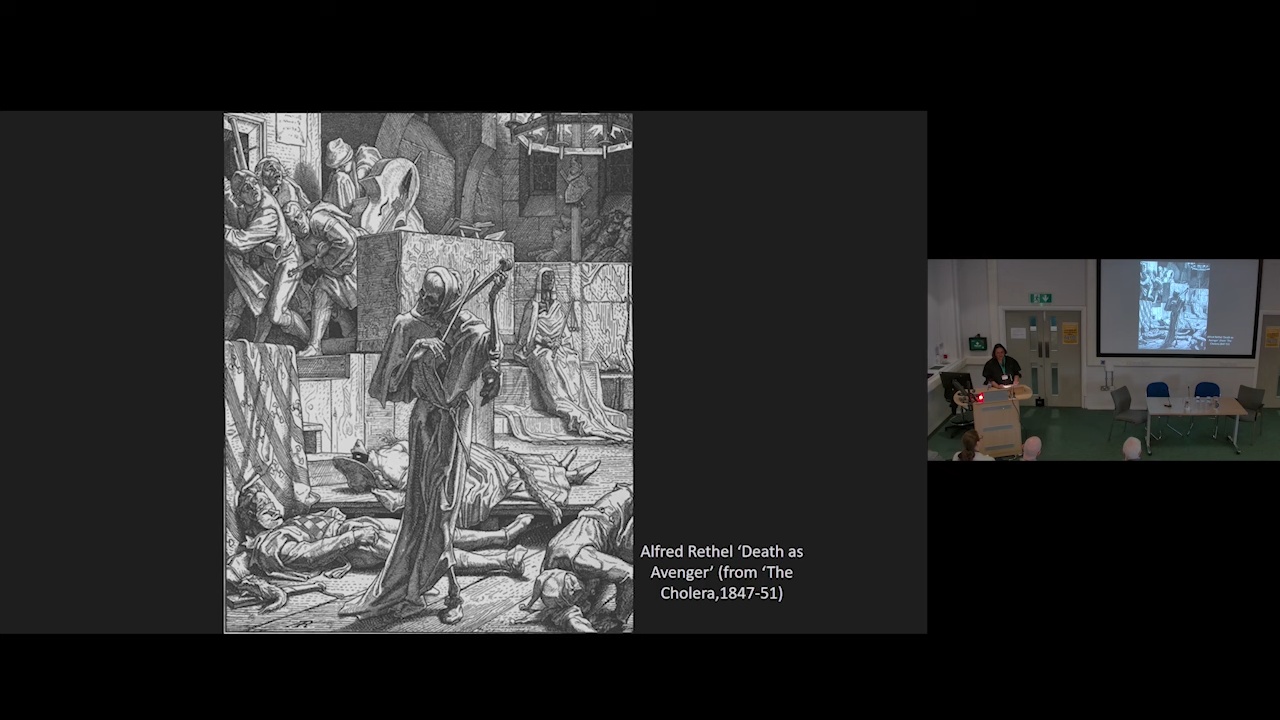 Alfred Rethel ‘Death as
Avenger’ (from ‘The
Cholera,1847-51)